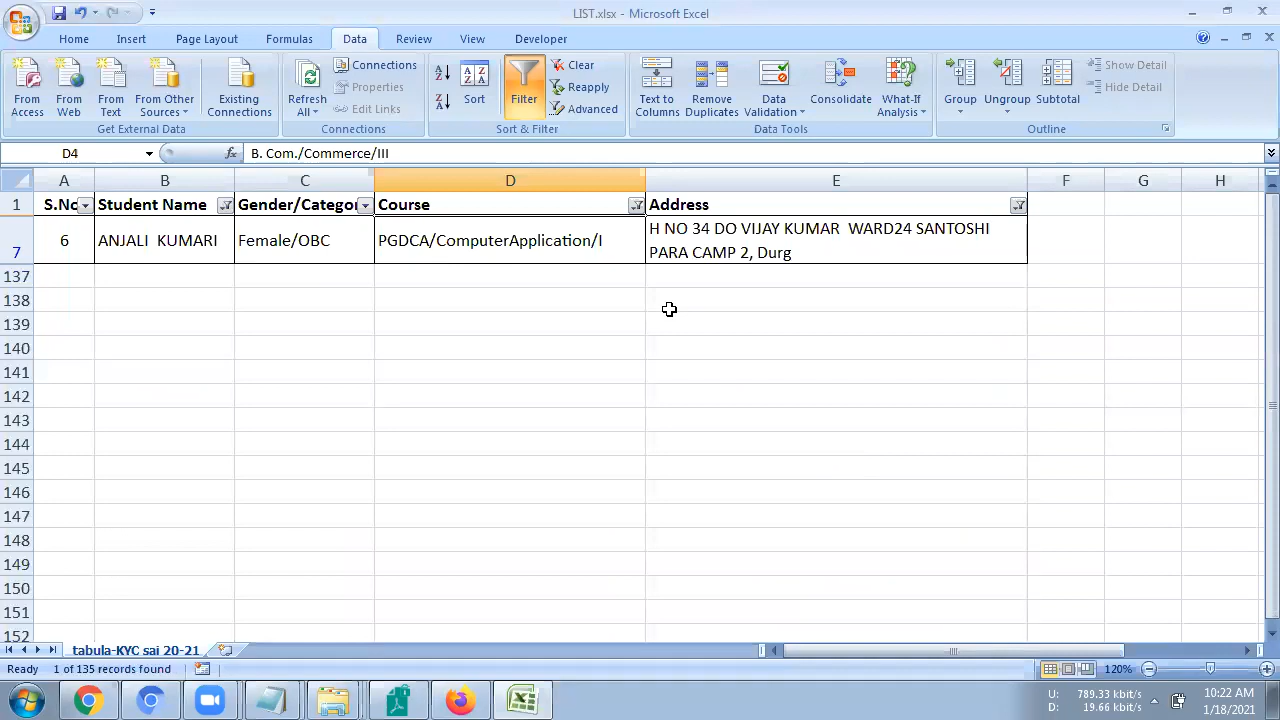 LIST.xlsx - Microsoft Excel
Home Insert Page Layout Formulas Data Review View Developer
From Access
From Web
From Text
From Other Sources
Existing Connections
Get External Data
Refresh All
Connections
Properties
Edit Links
Connections
Sort
Filter
Clear
Reapply
Advanced
Sort & Filter
Text to Columns
Remove Duplicates
Data Validation
Consolidate
What-If Analysis
Data Tools
Group
Ungroup
Subtotal
Show Detail
Hide Detail
Outline
D4 fx B. Com./Commerce/III
A B C D E F G H
1 S.No Student Name Gender/Categor Course Address
7 6 ANJALI KUMARI Female/OBC PGDCA/ComputerApplication/I H NO 34 DO VIJAY KUMAR WARD24 SANTOSHI
PARA CAMP 2, Durg
137
138
139
140
141
142
143
144
145
146
147
148
149
150
151
152
tabula-KYC sai 20-21
Ready 1 of 135 records found 120%
U: 789.33 kbit/s
D: 19.66 kbit/s
10:22 AM
1/18/2021